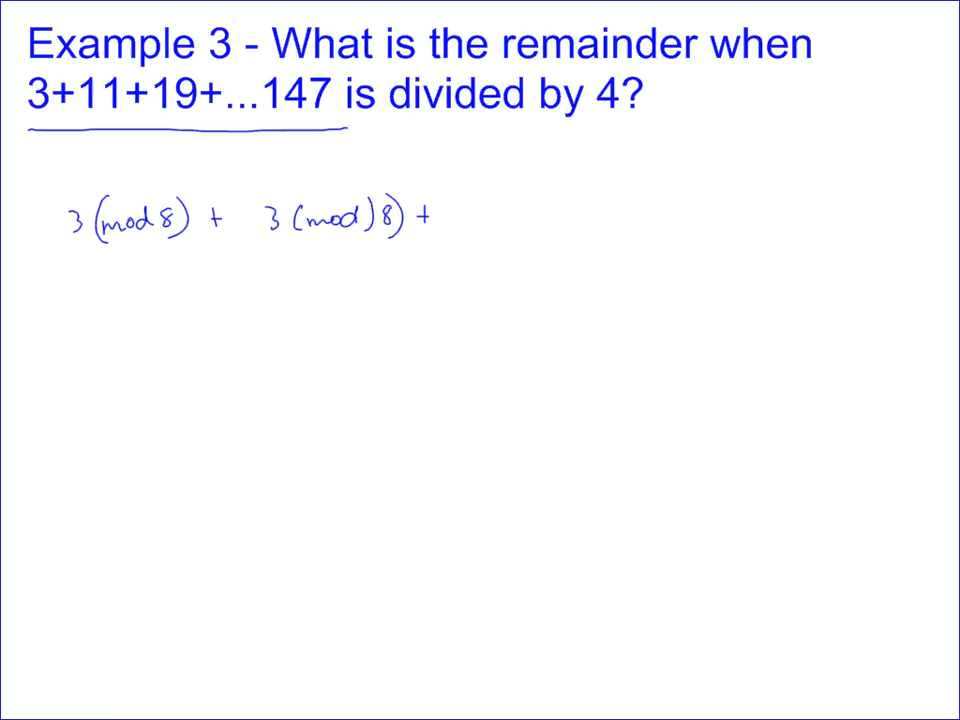 Example 3 - What is the remainder when
3+11+19+...147 is divided by 4?
3 (mod 8) + 3 (mod) 8) +